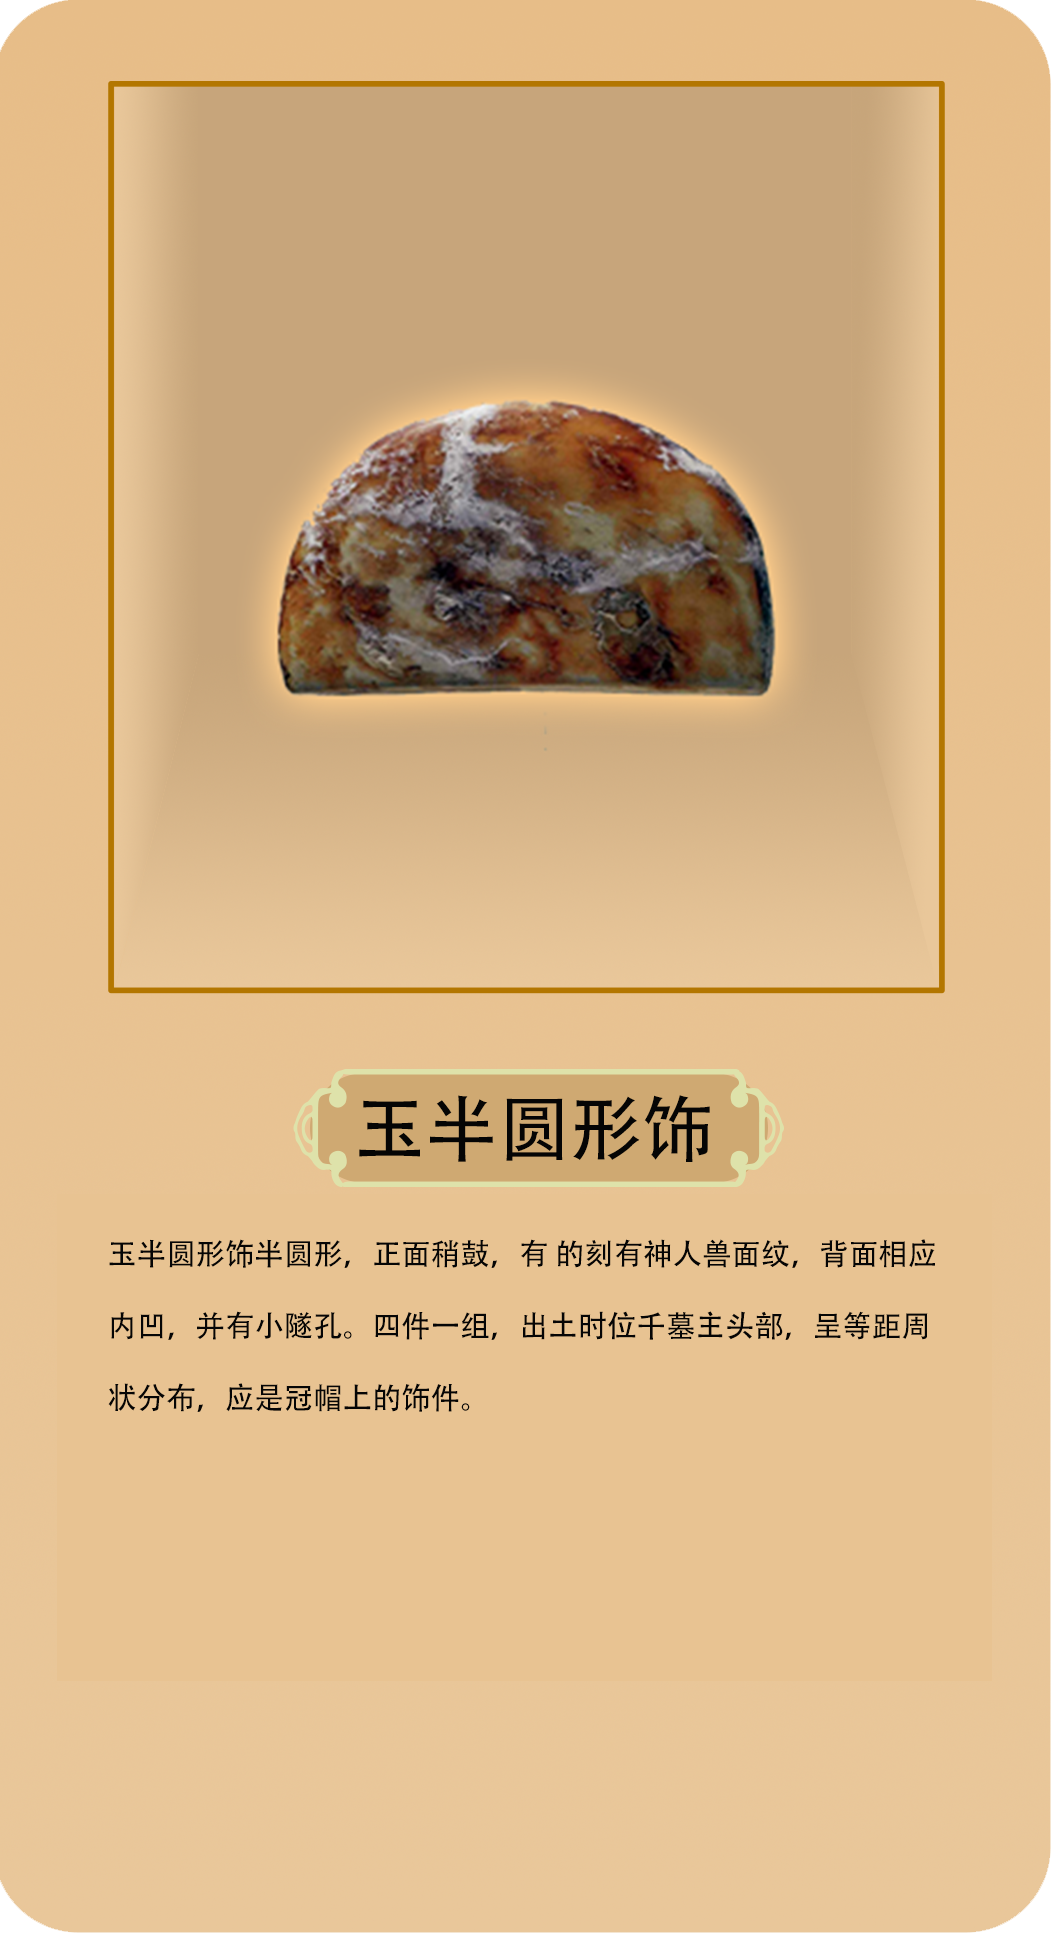 玉半圆形饰
玉半圆形饰半圆形，正面稍鼓，有 的刻有神人兽面纹，背面相应
内凹，并有小隧孔。四件一组，出土时位千墓主头部，呈等距周
状分布，应是冠帽上的饰件。